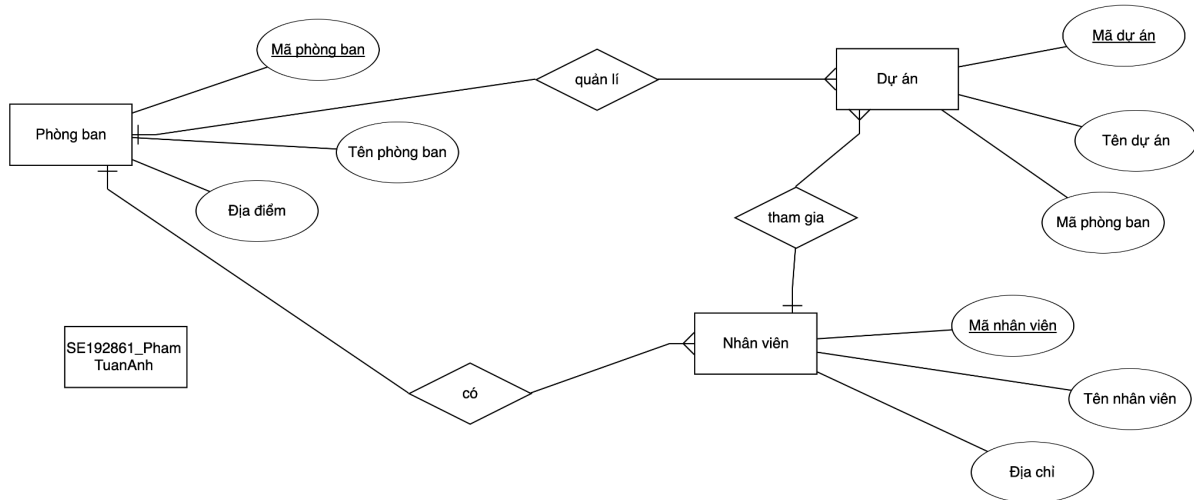 Mã phòng ban
quản lí
Dự án
Mã dự án
Phòng ban
Tên phòng ban
Tên dự án
Địa điểm
tham gia
Mã phòng ban
SE192861_Pham
TuanAnh
Nhân viên
Mã nhân viên
có
Tên nhân viên
Địa chỉ